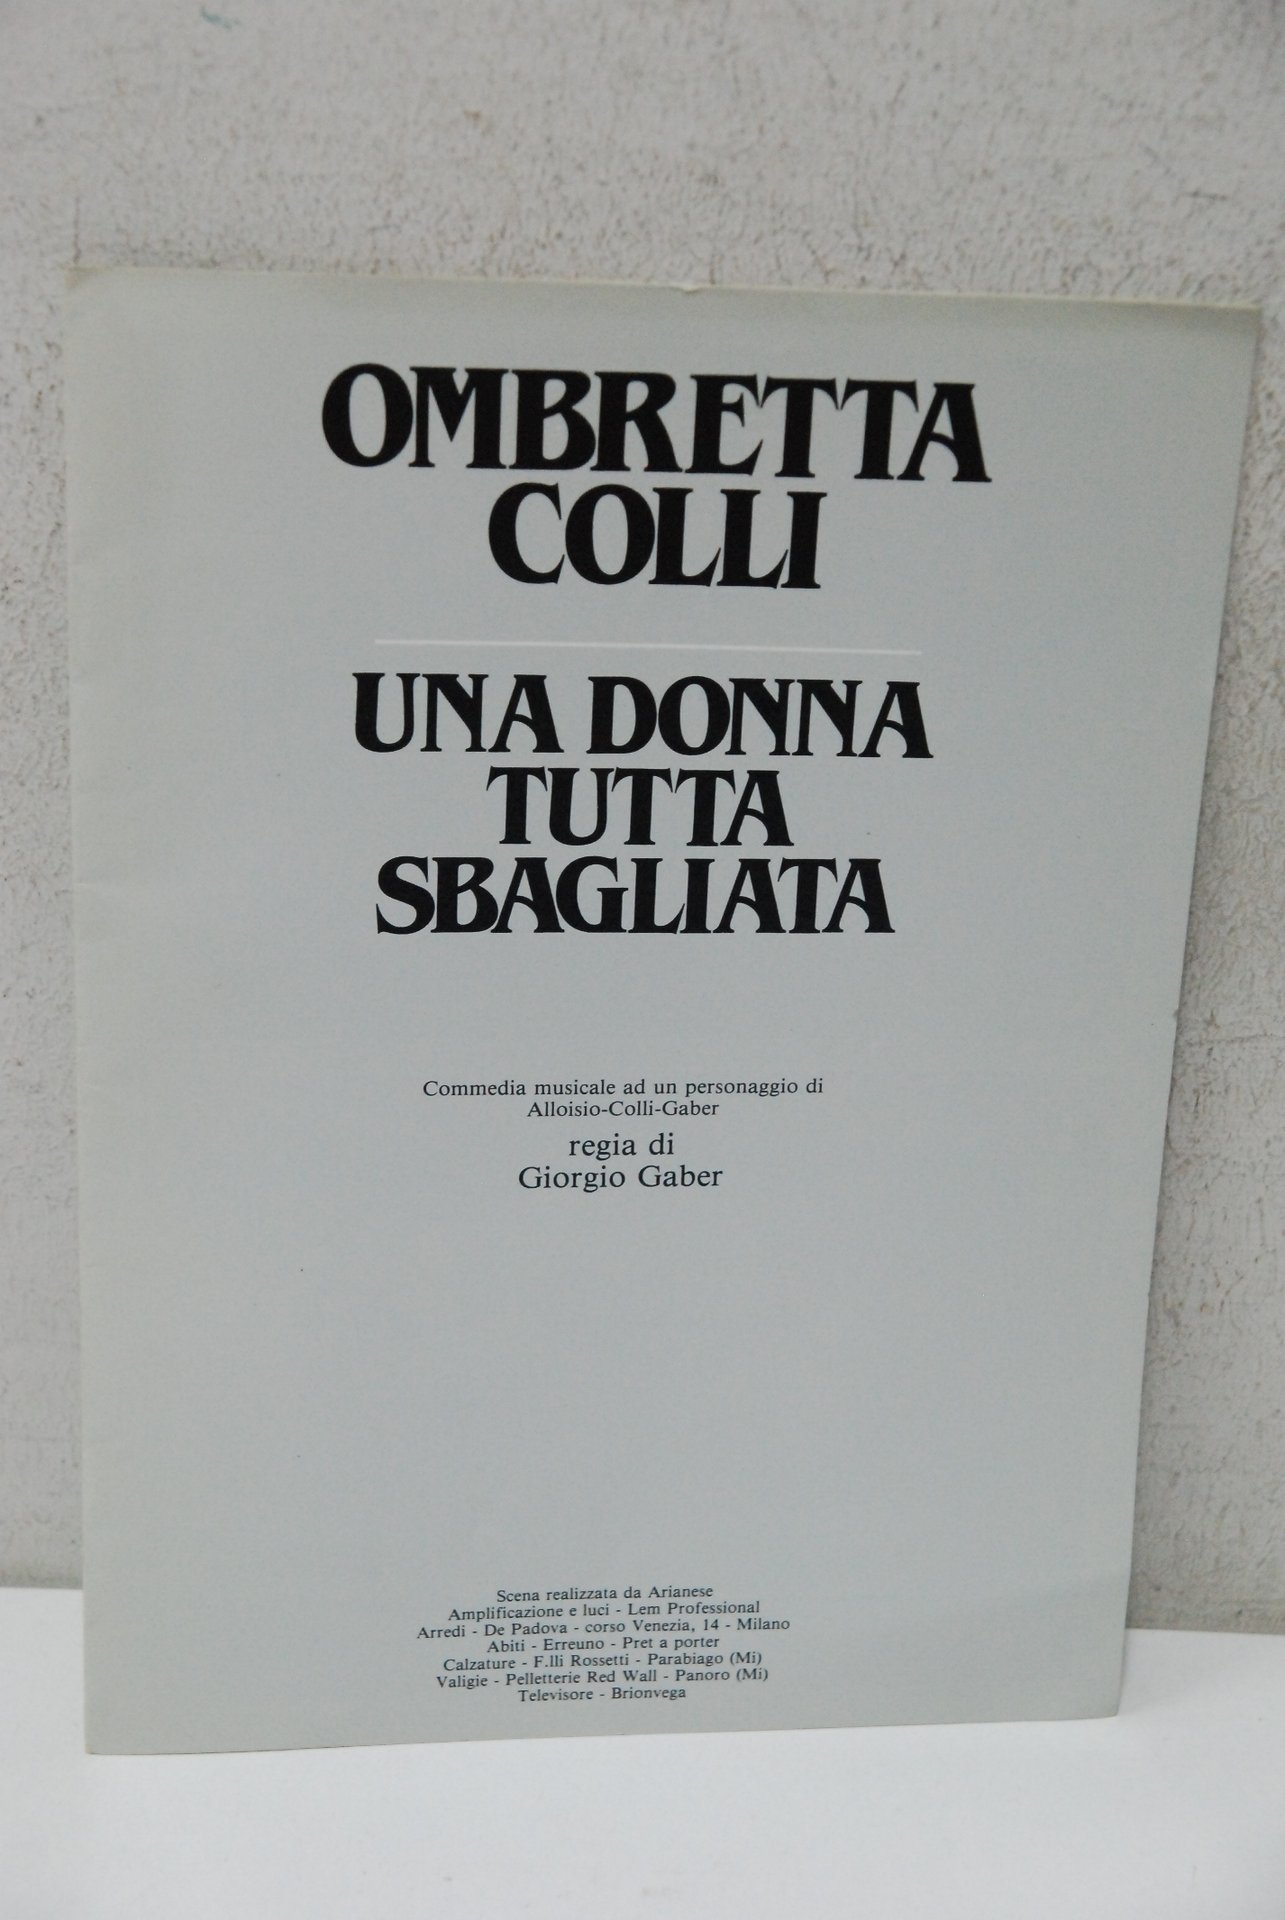 OMBRETTA
COLLI
UNA DONNA
TUTTA
SBAGLIATA
Commedia musicale ad un personaggio di
Alloisio-Colli-Gaber
regia di
Giorgio Gaber
Scena realizzata da Arianese
Amplificazione e luci - Lem Professional
Arredi - De Padova - corso Venezia, 14 - Milano
Abiti - Erreuno - Pret a porter
Calzature - F.lli Rossetti - Parabiago (Mi)
Valigie - Pelletterie Red Wall - Panoro (Mi)
Televisore - Brionvega